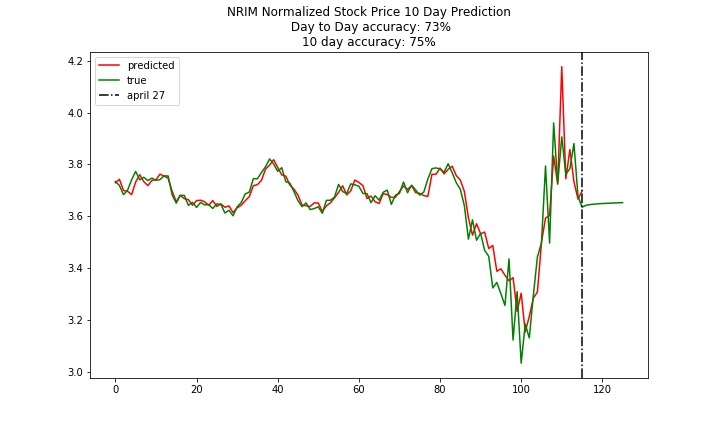 NRIM Normalized Stock Price 10 Day Prediction
Day to Day accuracy: 73%
10 day accuracy: 75%
predicted
true
april 27
4.2
4.0
3.8
3.6
3.4
3.2
3.0
0
20
40
60
80
100
120